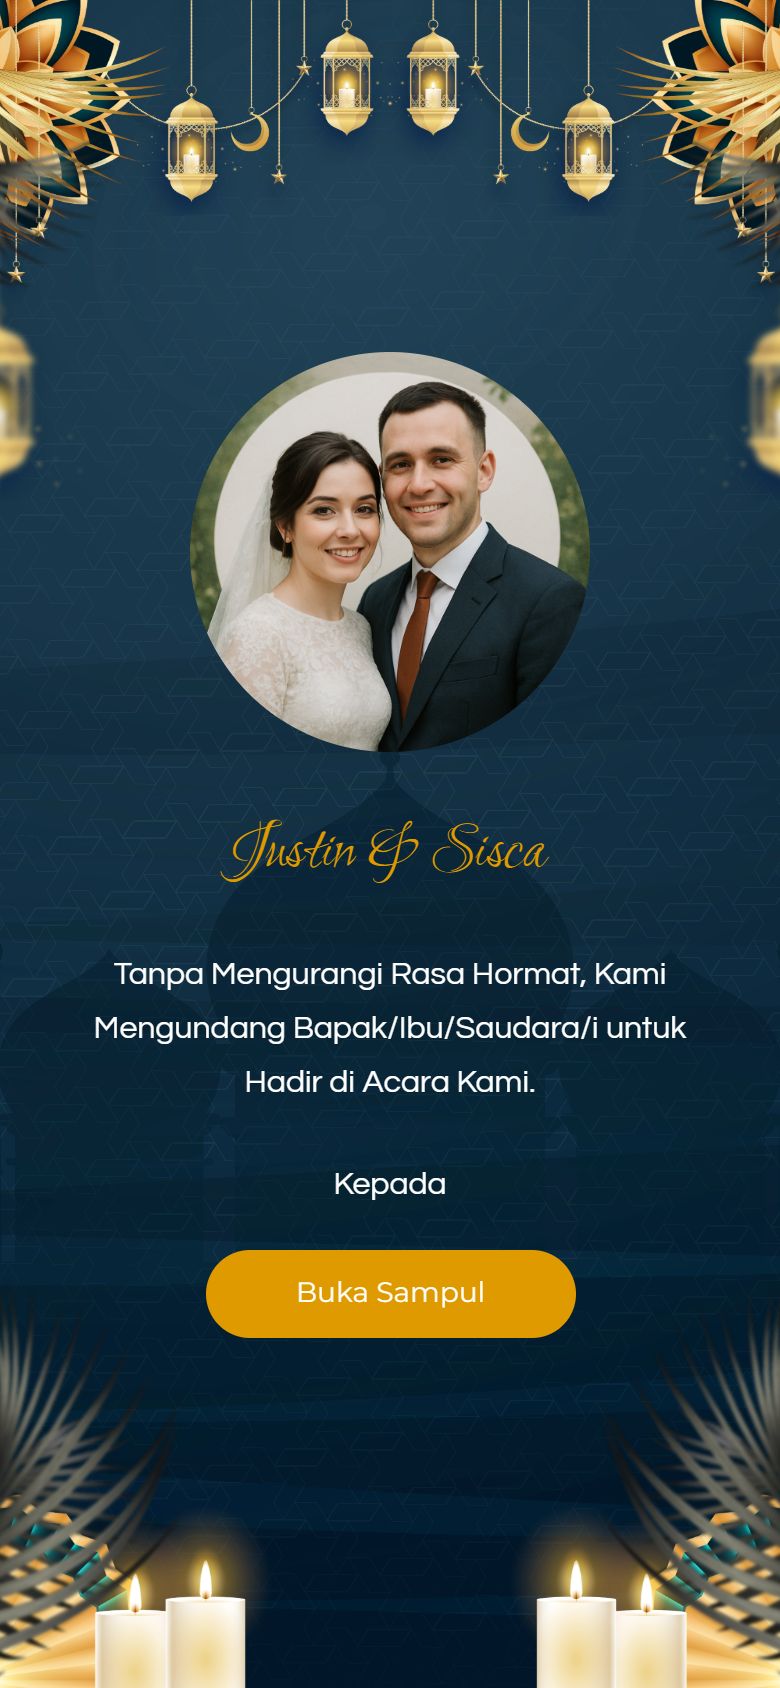 Justin & Sisca
Tanpa Mengurangi Rasa Hormat, Kami
Mengundang Bapak/Ibu/Saudara/i untuk
Hadir di Acara Kami.
Kepada
Buka Sampul